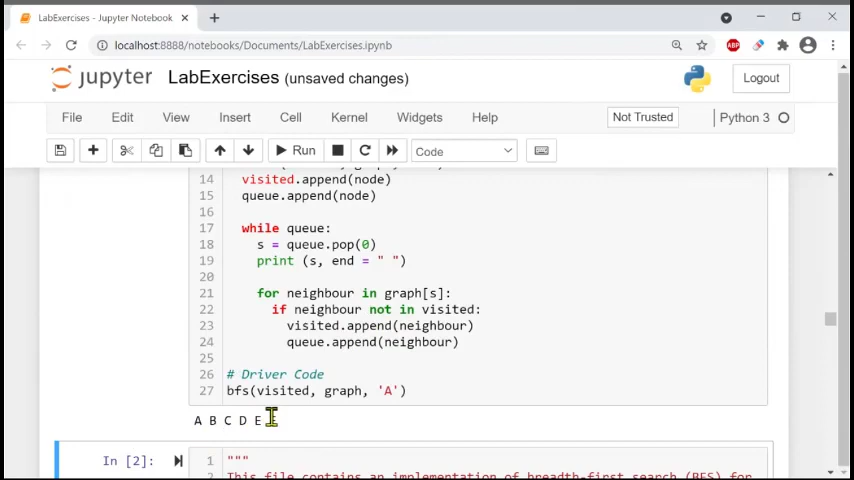 LabExercises - Jupyter Notebook
localhost:8888/notebooks/Documents/LabExercises.ipynb
ABP
jupyter LabExercises (unsaved changes)
Logout
File Edit View Insert Cell Kernel Widgets Help
Not Trusted
Python 3
Run
Code
14 visited.append(node)
15 queue.append(node)
16
17 while queue:
18 s = queue.pop(0)
19 print (s, end = " ")
20
21 for neighbour in graph[s]:
22 if neighbour not in visited:
23 visited.append(neighbour)
24 queue.append(neighbour)
25
26 # Driver Code
27 bfs(visited, graph, 'A')
A B C D E
In [2]:
1 """
2 This file contains an implementation of breadth-first search (BFS) for